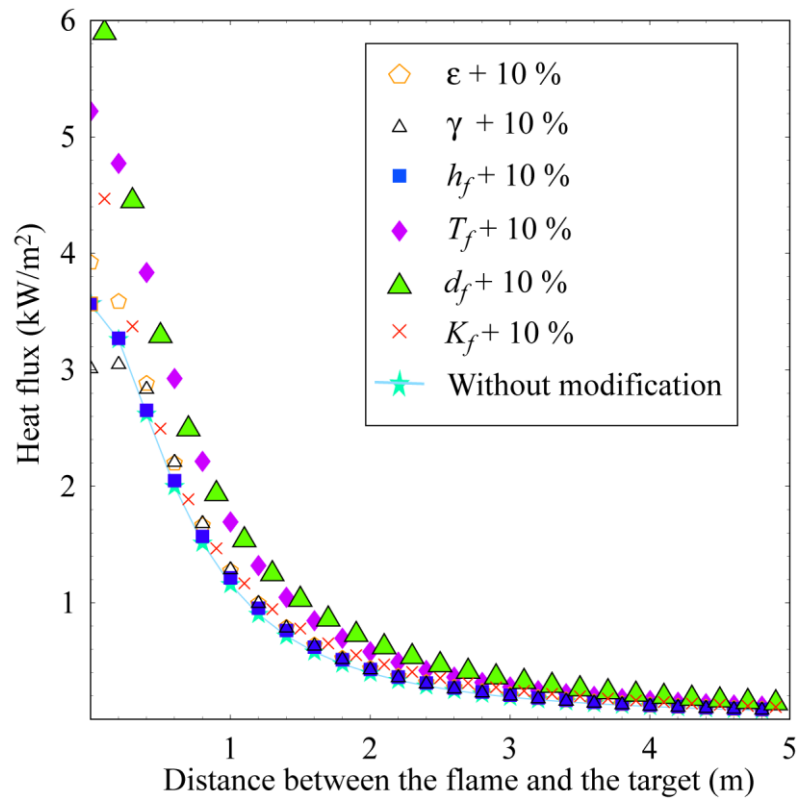 6
5
4
3
2
1
Heat flux (kW/m²)
ε + 10 %
γ + 10 %
h_f + 10 %
T_f + 10 %
d_f + 10 %
K_f + 10 %
Without modification
1 2 3 4 5
Distance between the flame and the target (m)